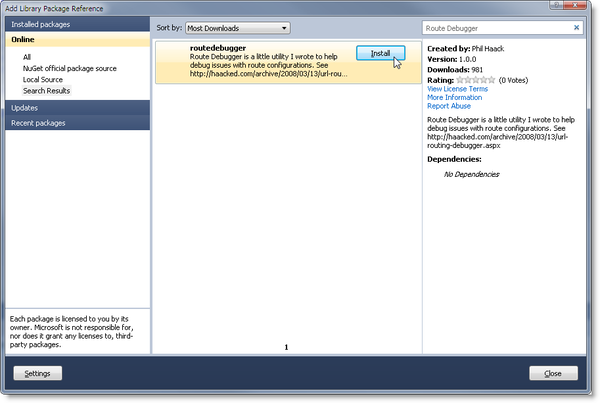 Add Library Package Reference
Installed packages
Online
All
NuGet official package source
Local Source
Search Results
Updates
Recent packages
Each package is licensed to you by its
owner. Microsoft is not responsible for,
nor does it grant any licenses to, third-
party packages.
Sort by: Most Downloads
routedebugger
Route Debugger is a little utility I wrote to help
debug issues with route configurations. See
http://haacked.com/archive/2008/03/13/url-rou...
Install
1
Route Debugger
Created by: Phil Haack
Version: 1.0.0
Downloads: 981
Rating: (0 Votes)
View License Terms
More Information
Report Abuse
Route Debugger is a little utility I wrote to help
debug issues with route configurations. See
http://haacked.com/archive/2008/03/13/url-
routing-debugger.aspx
Dependencies:
No Dependencies
Settings
Close